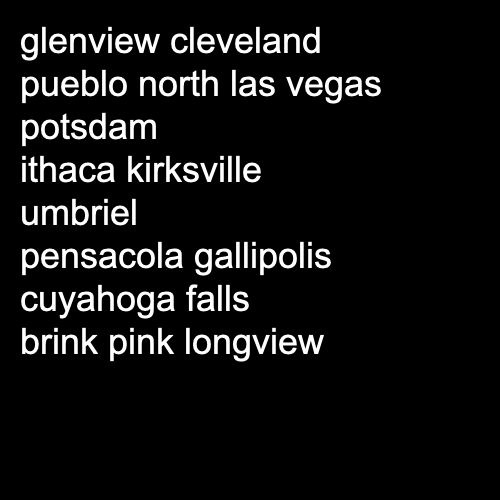 glenview cleveland
pueblo north las vegas
potsdam
ithaca kirksville
umbriel
pensacola gallipolis
cuyahoga falls
brink pink longview